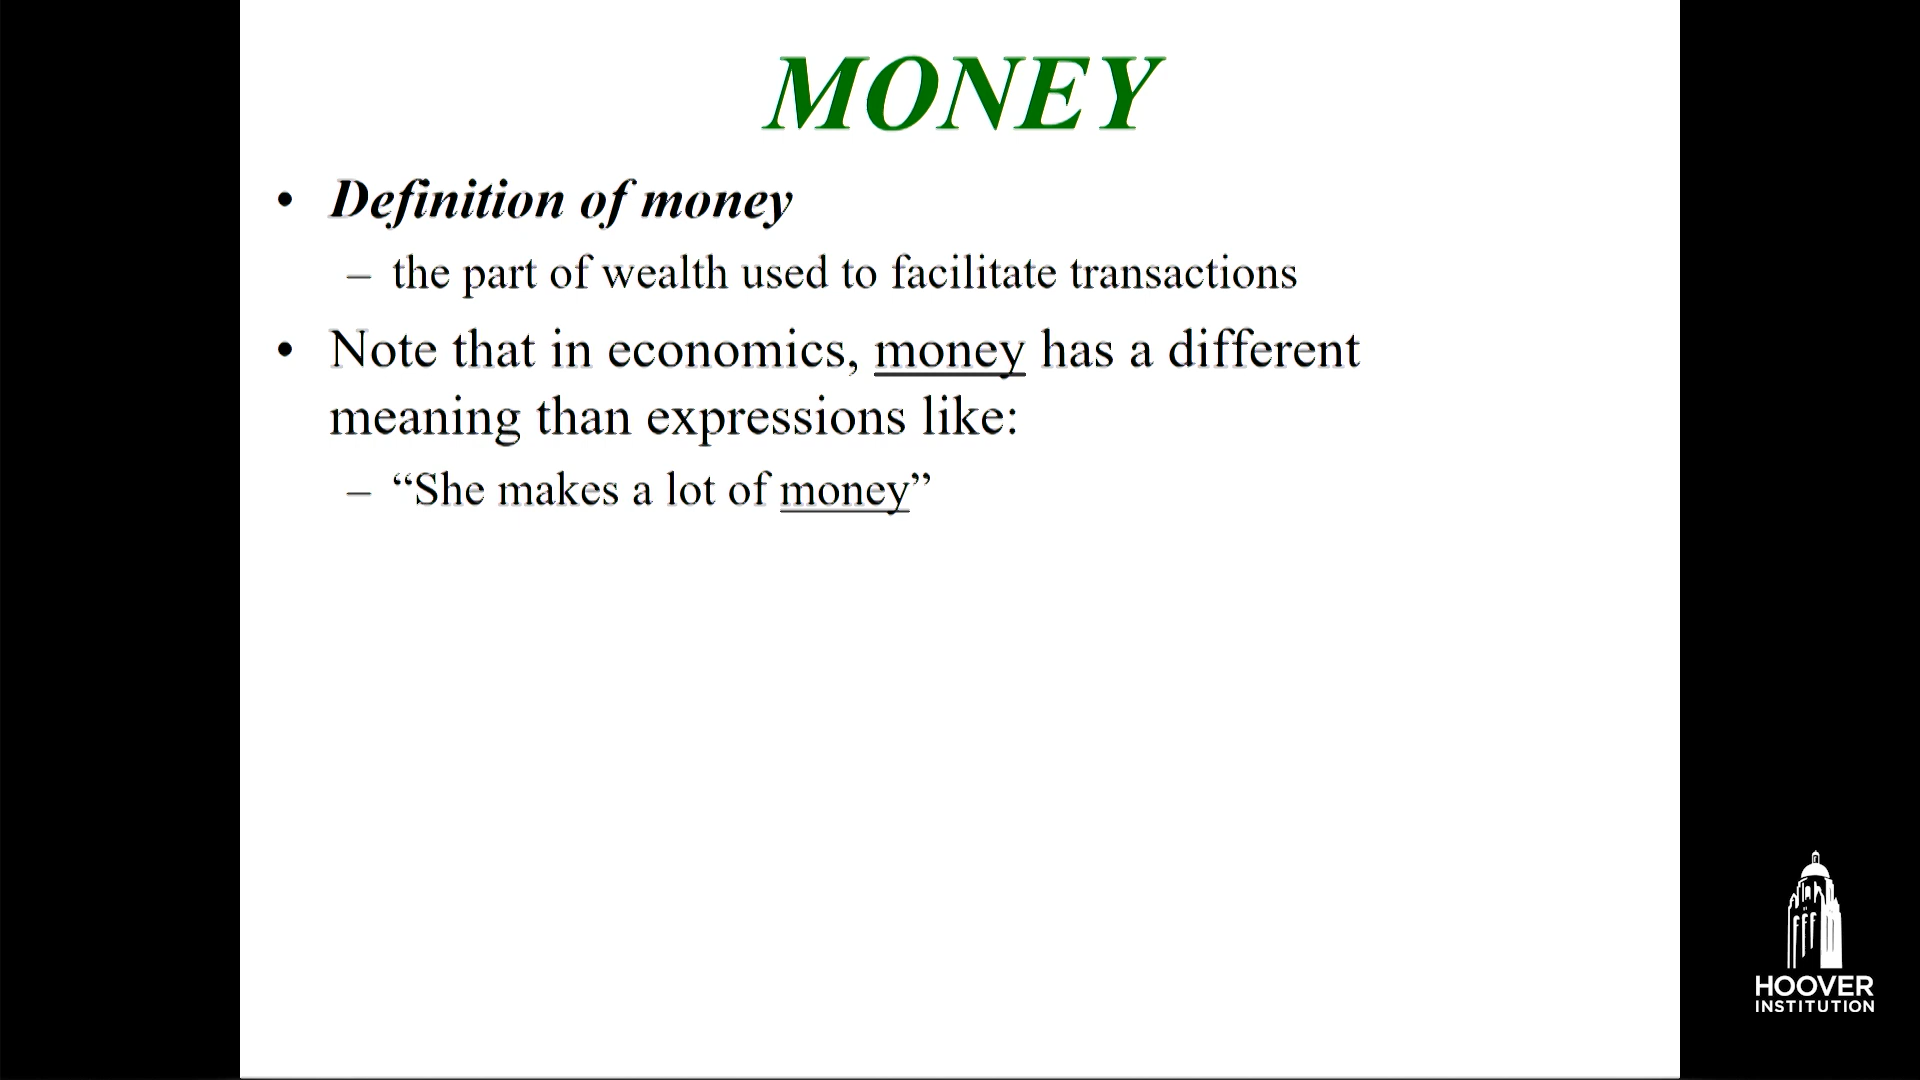 MONEY
• Definition of money
– the part of wealth used to facilitate transactions
• Note that in economics, money has a different
meaning than expressions like:
– “She makes a lot of money”
HOOVER
INSTITUTION